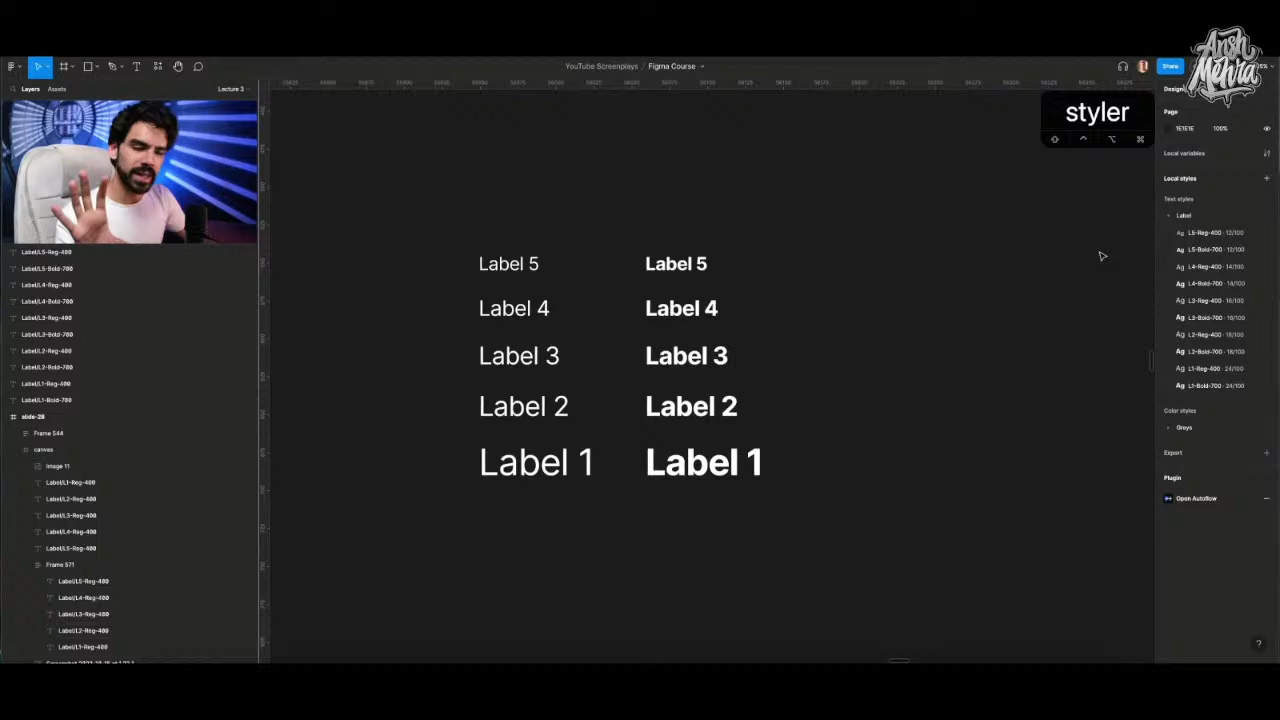 YouTube Screenplays / Figma Course
Share
Ansh
Mehra
Layers
Assets
Lecture 3
styler
Design
Page
1E1E1E
100%
Local variables
Local styles
Text styles
Label
Ag L5-Reg-400 · 12/100
Ag L5-Bold-700 · 12/100
Ag L4-Reg-400 · 14/100
Ag L4-Bold-700 · 14/100
Ag L3-Reg-400 · 16/100
Ag L3-Bold-700 · 16/100
Ag L2-Reg-400 · 18/100
Ag L2-Bold-700 · 18/100
Ag L1-Reg-400 · 24/100
Ag L1-Bold-700 · 24/100
Color styles
Greys
Export
Plugin
Open Autoflow
Label/L5-Reg-400
Label/L5-Bold-700
Label/L4-Reg-400
Label/L4-Bold-700
Label/L3-Reg-400
Label/L3-Bold-700
Label/L2-Reg-400
Label/L2-Bold-700
Label/L1-Reg-400
Label/L1-Bold-700
slide-28
Frame 544
canvas
Image 11
Label/L1-Reg-400
Label/L2-Reg-400
Label/L3-Reg-400
Label/L4-Reg-400
Label/L5-Reg-400
Frame 571
Label/L5-Reg-400
Label/L4-Reg-400
Label/L3-Reg-400
Label/L2-Reg-400
Label/L1-Reg-400
Label 5 Label 5
Label 4 Label 4
Label 3 Label 3
Label 2 Label 2
Label 1 Label 1
?